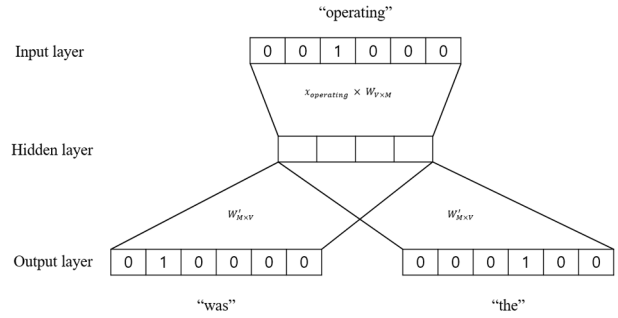 “operating”
Input layer
0 0 1 0 0 0
x_operating × W_V×M
Hidden layer
W′_M×V
W′_M×V
Output layer
0 1 0 0 0 0
0 0 0 1 0 0
“was”
“the”